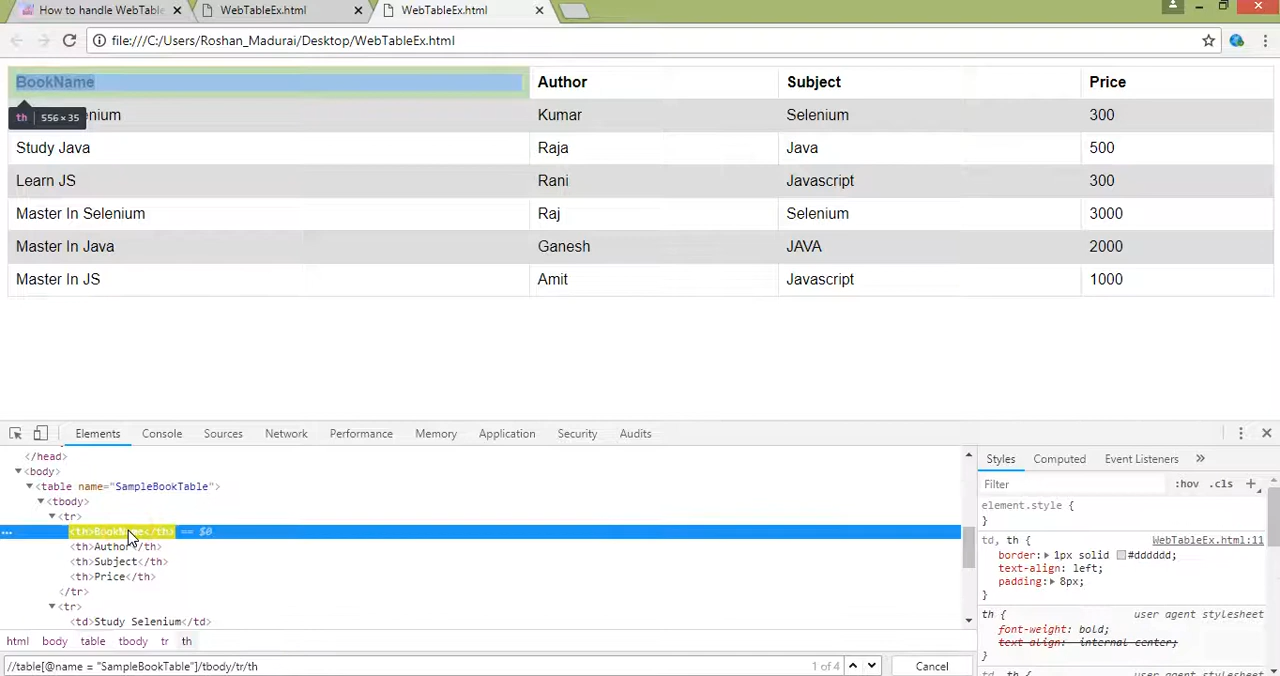 How to handle WebTable
WebTableEx.html
WebTableEx.html
file:///C:/Users/Roshan_Madurai/Desktop/WebTableEx.html
BookName Author Subject Price
th 556 × 35
enium Kumar Selenium 300
Study Java Raja Java 500
Learn JS Rani Javascript 300
Master In Selenium Raj Selenium 3000
Master In Java Ganesh JAVA 2000
Master In JS Amit Javascript 1000
Elements Console Sources Network Performance Memory Application Security Audits
</head>
<body>
<table name="SampleBookTable">
<tbody>
<tr>
<th>BookName</th> == $0
<th>Author</th>
<th>Subject</th>
<th>Price</th>
</tr>
<tr>
<td>Study Selenium</td>
html body table tbody tr th
//table[@name = "SampleBookTable"]/tbody/tr/th 1 of 4 Cancel
Styles Computed Event Listeners »
Filter :hov .cls +
element.style {
}
td, th { WebTableEx.html:11
border: 1px solid #dddddd;
text-align: left;
padding: 8px;
}
th { user agent stylesheet
font-weight: bold;
text-align: -internal-center;
}
td, th { WebTableEx.html:11